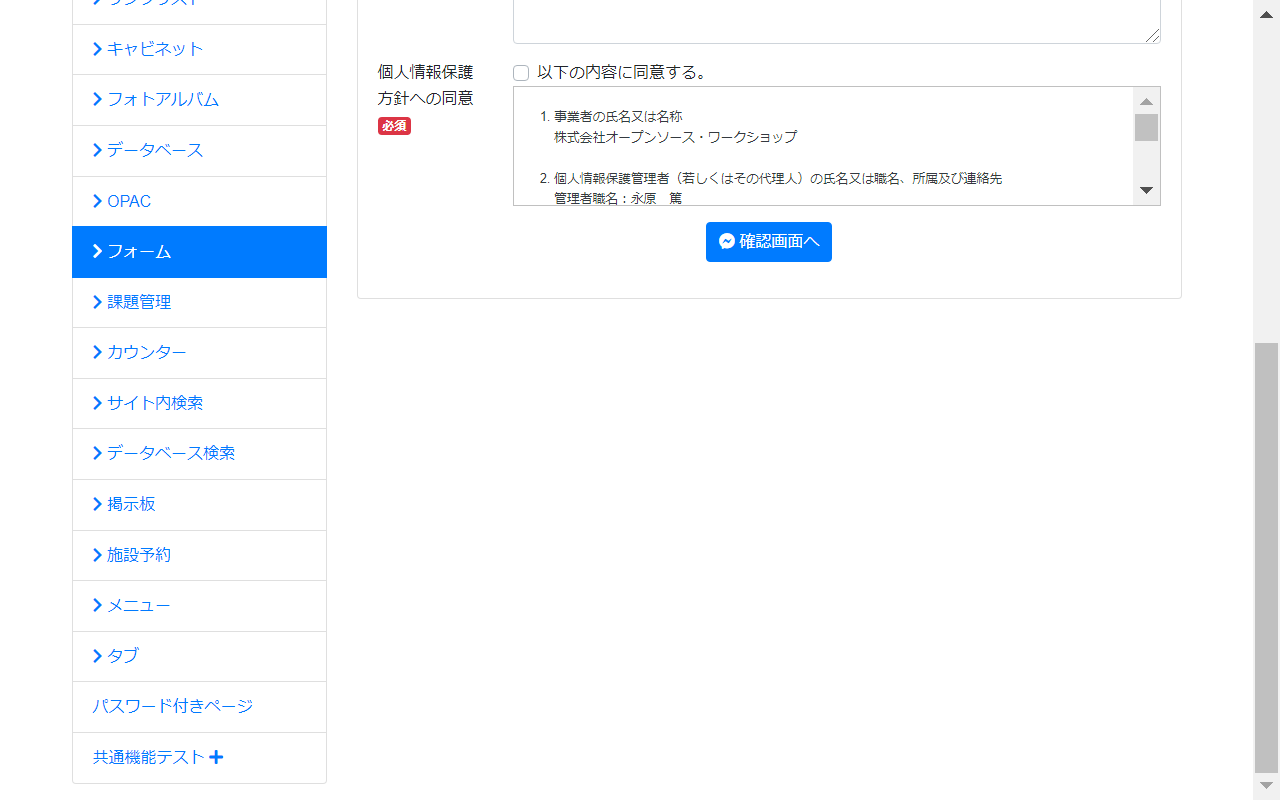 キャビネット
フォトアルバム
データベース
OPAC
フォーム
課題管理
カウンター
サイト内検索
データベース検索
掲示板
施設予約
メニュー
タブ
パスワード付きページ
共通機能テスト
個人情報保護
方針への同意
必須
以下の内容に同意する。
1. 事業者の氏名又は名称
株式会社オープンソース・ワークショップ
2. 個人情報保護管理者（若しくはその代理人）の氏名又は職名、所属及び連絡先
管理者職名：永原　篤
確認画面へ